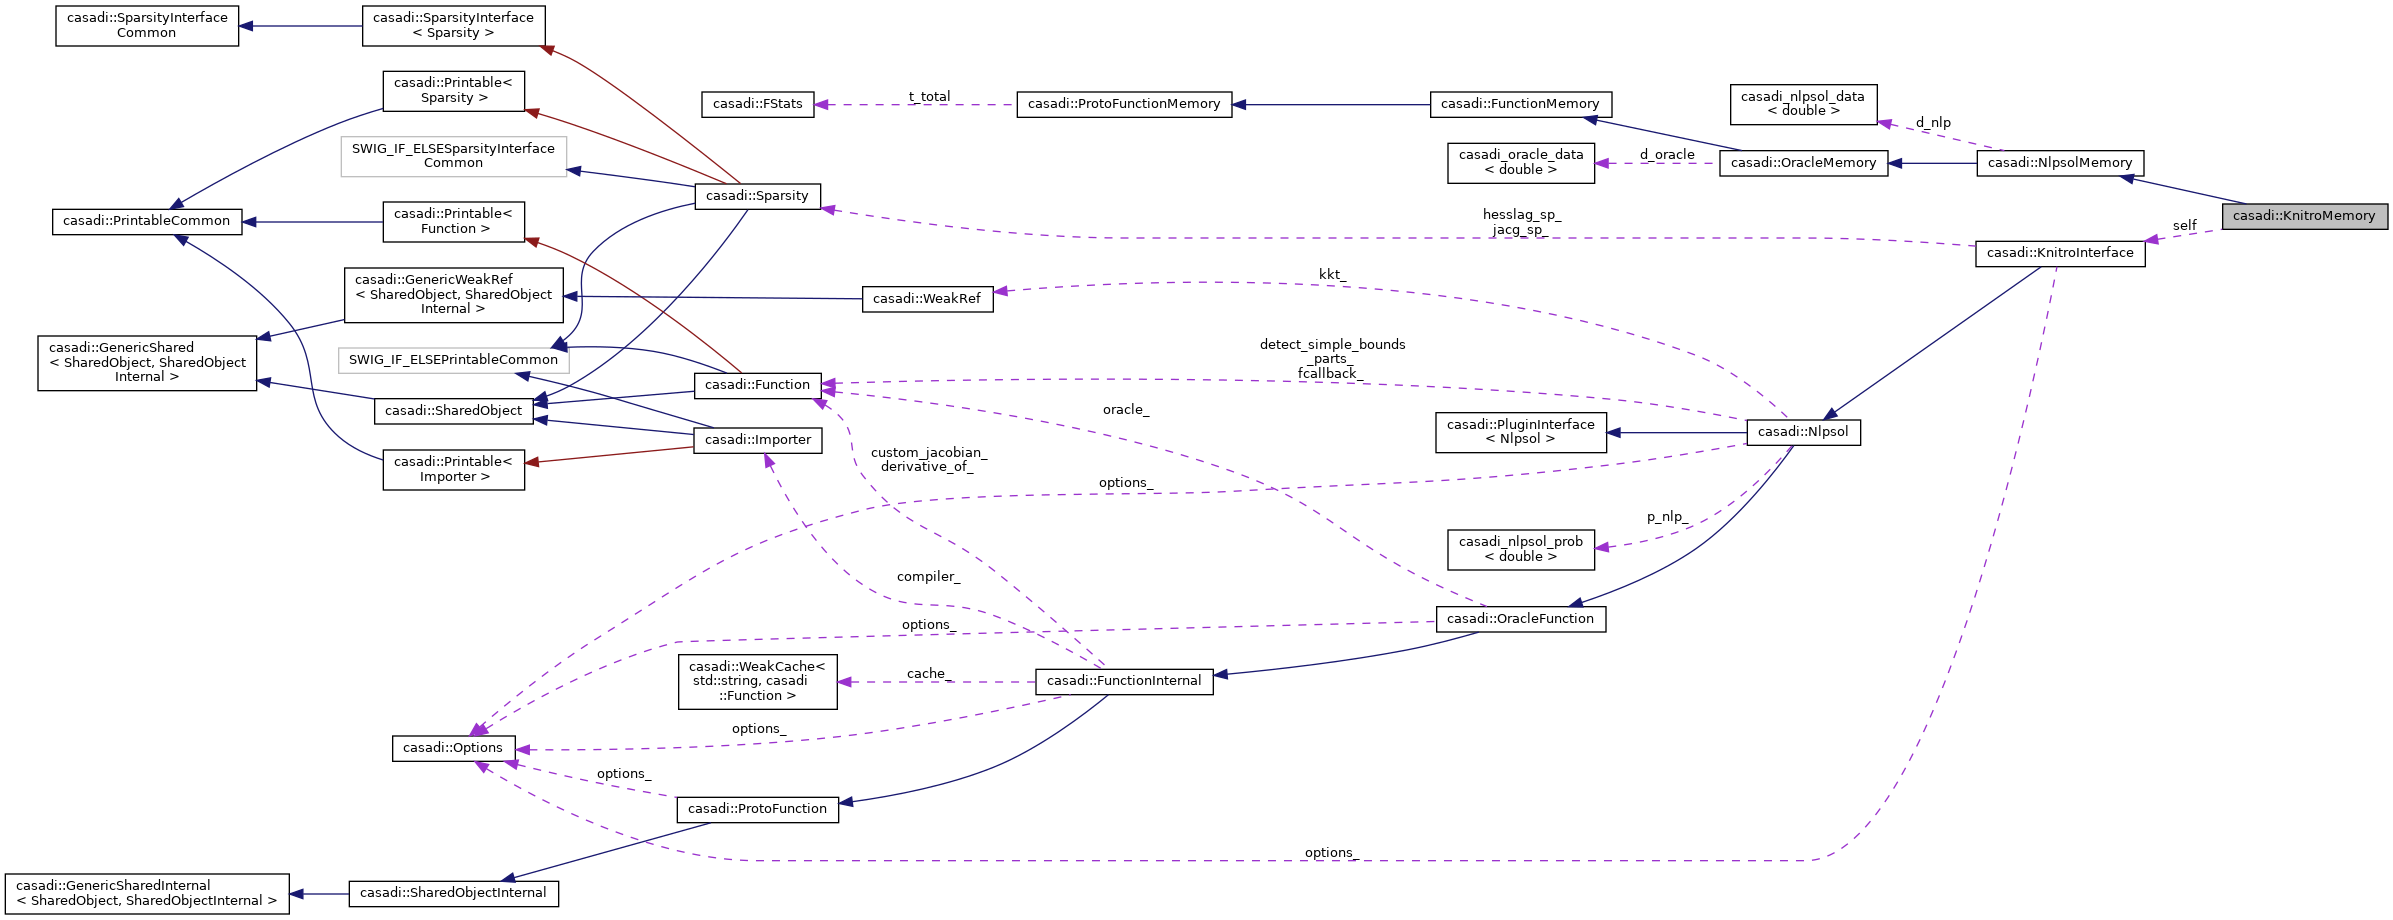 casadi::SparsityInterface
Common
casadi::SparsityInterface
< Sparsity >
casadi::Printable<
Sparsity >
SWIG_IF_ELSESparsityInterface
Common
casadi::PrintableCommon
casadi::Printable<
Function >
casadi::GenericWeakRef
< SharedObject, SharedObject
Internal >
casadi::GenericShared
< SharedObject, SharedObject
Internal >
SWIG_IF_ELSEPrintableCommon
casadi::SharedObject
casadi::Printable<
Importer >
casadi::FStats
t_total
casadi::ProtoFunctionMemory
casadi::FunctionMemory
casadi_nlpsol_data
< double >
d_nlp
casadi_oracle_data
< double >
d_oracle
casadi::OracleMemory
casadi::NlpsolMemory
casadi::KnitroMemory
self
casadi::KnitroInterface
casadi::Sparsity
hesslag_sp_
jacg_sp_
kkt_
casadi::WeakRef
detect_simple_bounds
_parts_
fcallback_
casadi::Function
oracle_
casadi::Importer
custom_jacobian_
derivative_of_
options_
casadi::PluginInterface
< Nlpsol >
casadi::Nlpsol
p_nlp_
casadi_nlpsol_prob
< double >
compiler_
options_
casadi::OracleFunction
casadi::WeakCache<
std::string, casadi
::Function >
cache_
casadi::FunctionInternal
options_
casadi::Options
options_
casadi::ProtoFunction
options_
casadi::GenericSharedInternal
< SharedObject, SharedObjectInternal >
casadi::SharedObjectInternal